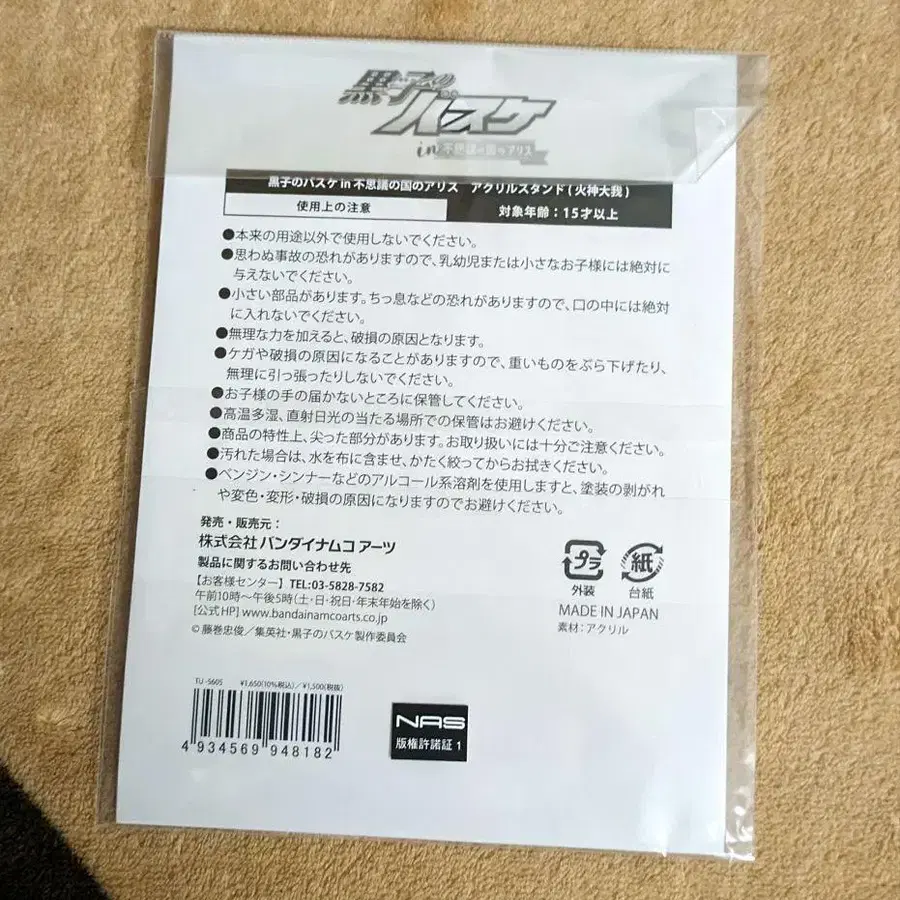 黒子の
バスケ
in 不思議の国のアリス
黒子のバスケ in 不思議の国のアリス アクリルスタンド(火神大我)
使用上の注意
対象年齢：15才以上
●本来の用途以外で使用しないでください。
●思わぬ事故の恐れがありますので、乳幼児または小さなお子様には絶対に
与えないでください。
●小さい部品があります。ちっ息などの恐れがありますので、口の中には絶対
に入れないでください。
●無理な力を加えると、破損の原因となります。
●ケガや破損の原因になることがありますので、重いものをぶら下げたり、
無理に引っ張ったりしないでください。
●お子様の手の届かないところに保管してください。
●高温多湿、直射日光の当たる場所での保管はお避けください。
●商品の特性上、尖った部分があります。お取り扱いには十分ご注意ください。
●汚れた場合は、水を布に含ませ、かたく絞ってからお拭きください。
●ベンジン・シンナーなどのアルコール系溶剤を使用しますと、塗装の剥がれ
や変色・変形・破損の原因になりますのでお避けください。
発売・販売元：
株式会社 バンダイナムコ アーツ
製品に関するお問い合わせ先
【お客様センター】 TEL:03-5828-7582
午前10時～午後5時(土・日・祝日・年末年始を除く)
[公式HP] www.bandainamcoarts.co.jp
© 藤巻忠俊／集英社・黒子のバスケ製作委員会
プラ
外装
紙
台紙
MADE IN JAPAN
素材：アクリル
TU-5605 ¥1,650(10%税込)／¥1,500(税抜)
4 934569 948182
NAS
版権許諾証 1